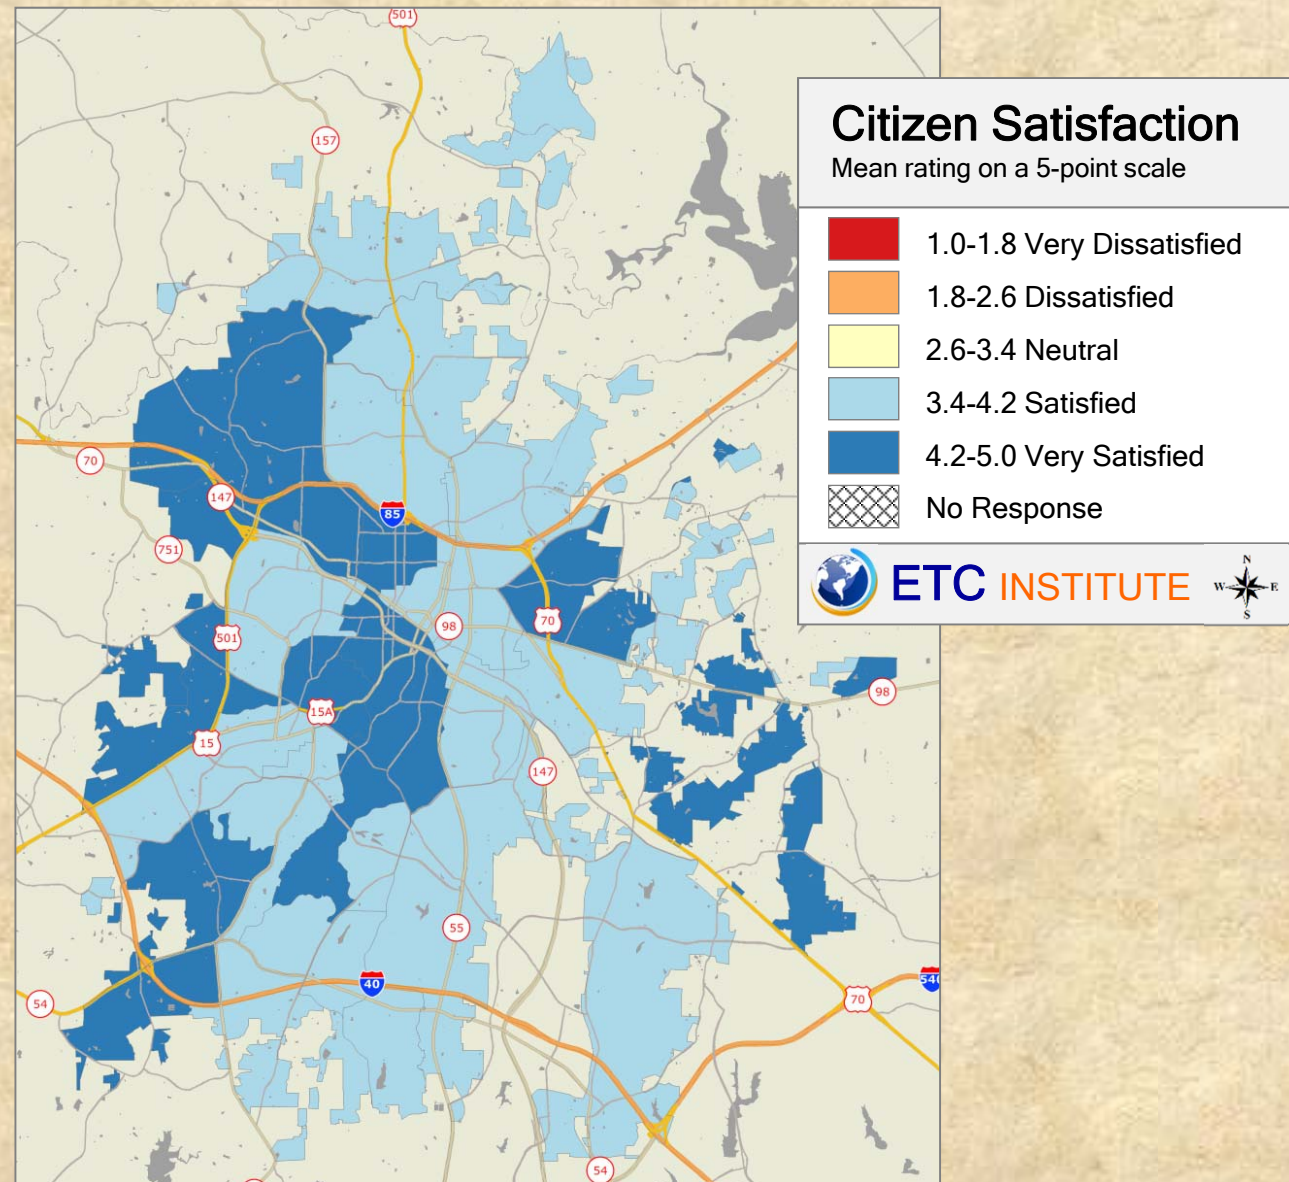 501
157
Citizen Satisfaction
Mean rating on a 5-point scale
1.0-1.8 Very Dissatisfied
1.8-2.6 Dissatisfied
2.6-3.4 Neutral
3.4-4.2 Satisfied
4.2-5.0 Very Satisfied
No Response
ETC INSTITUTE
N
W E
S
70
147
85
751
501
98
70
98
15A
15
147
55
40
54
540
70
54